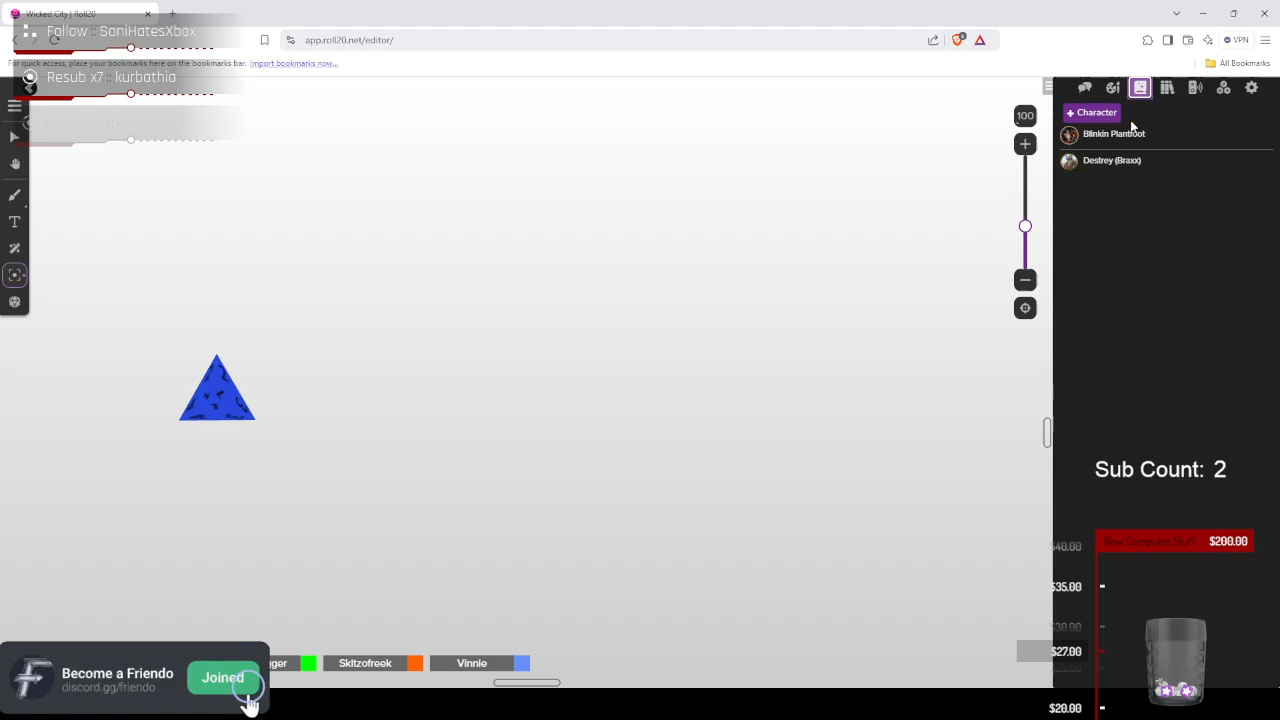 Wicked City | Roll20
Follow :: SaniHatesXbox
app.roll20.net/editor/
VPN
For quick access, place your bookmarks here on the bookmarks bar. Import bookmarks now...
All Bookmarks
Resub x7 :: kurbathia
100
+ Character
Blinkin Plantfoot
Destrey (Braxx)
Sub Count: 2
$40.00
New Computer Stuff $200.00
$35.00
$30.00
$27.00
$20.00
Become a Friendo
discord.gg/friendo
Joined
Skitzofreek
Vinnie